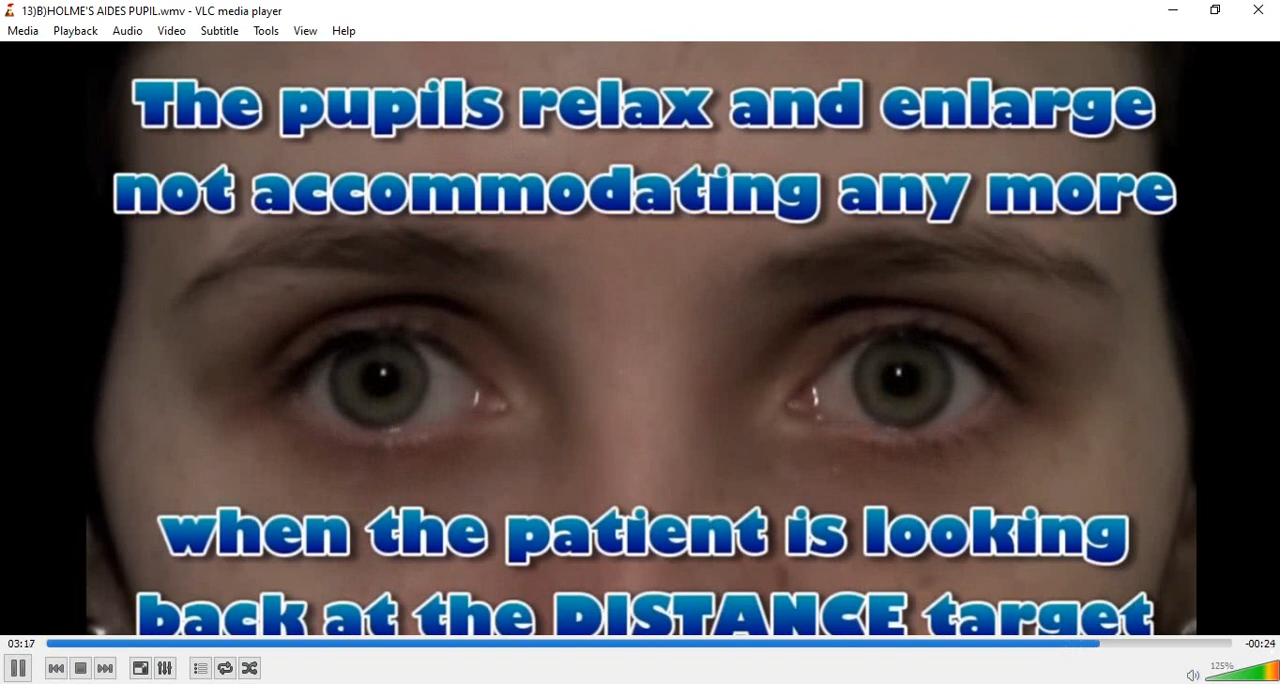 13)B)HOLME'S AIDES PUPIL.wmv - VLC media player
Media Playback Audio Video Subtitle Tools View Help
The pupils relax and enlarge
not accommodating any more
when the patient is looking
back at the DISTANCE target
03:17 -00:24
125%